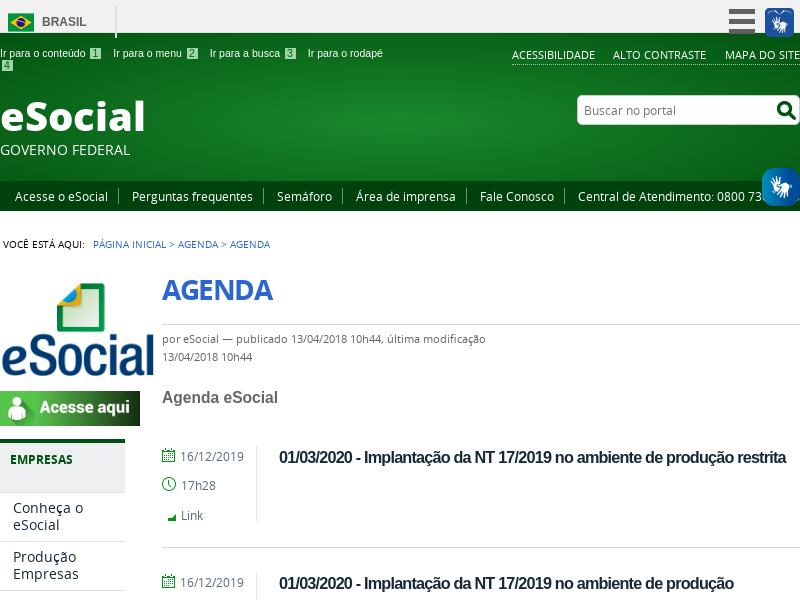 BRASIL
Ir para o conteúdo 1 Ir para o menu 2 Ir para a busca 3 Ir para o rodapé 4
ACESSIBILIDADE ALTO CONTRASTE MAPA DO SITE
eSocial
GOVERNO FEDERAL
Buscar no portal
Acesse o eSocial Perguntas frequentes Semáforo Área de imprensa Fale Conosco Central de Atendimento: 0800 73
VOCÊ ESTÁ AQUI: PÁGINA INICIAL > AGENDA > AGENDA
eSocial
Acesse aqui
EMPRESAS
Conheça o
eSocial
Produção
Empresas
AGENDA
por eSocial — publicado 13/04/2018 10h44, última modificação
13/04/2018 10h44
Agenda eSocial
16/12/2019
17h28
Link
01/03/2020 - Implantação da NT 17/2019 no ambiente de produção restrita
16/12/2019
01/03/2020 - Implantação da NT 17/2019 no ambiente de produção